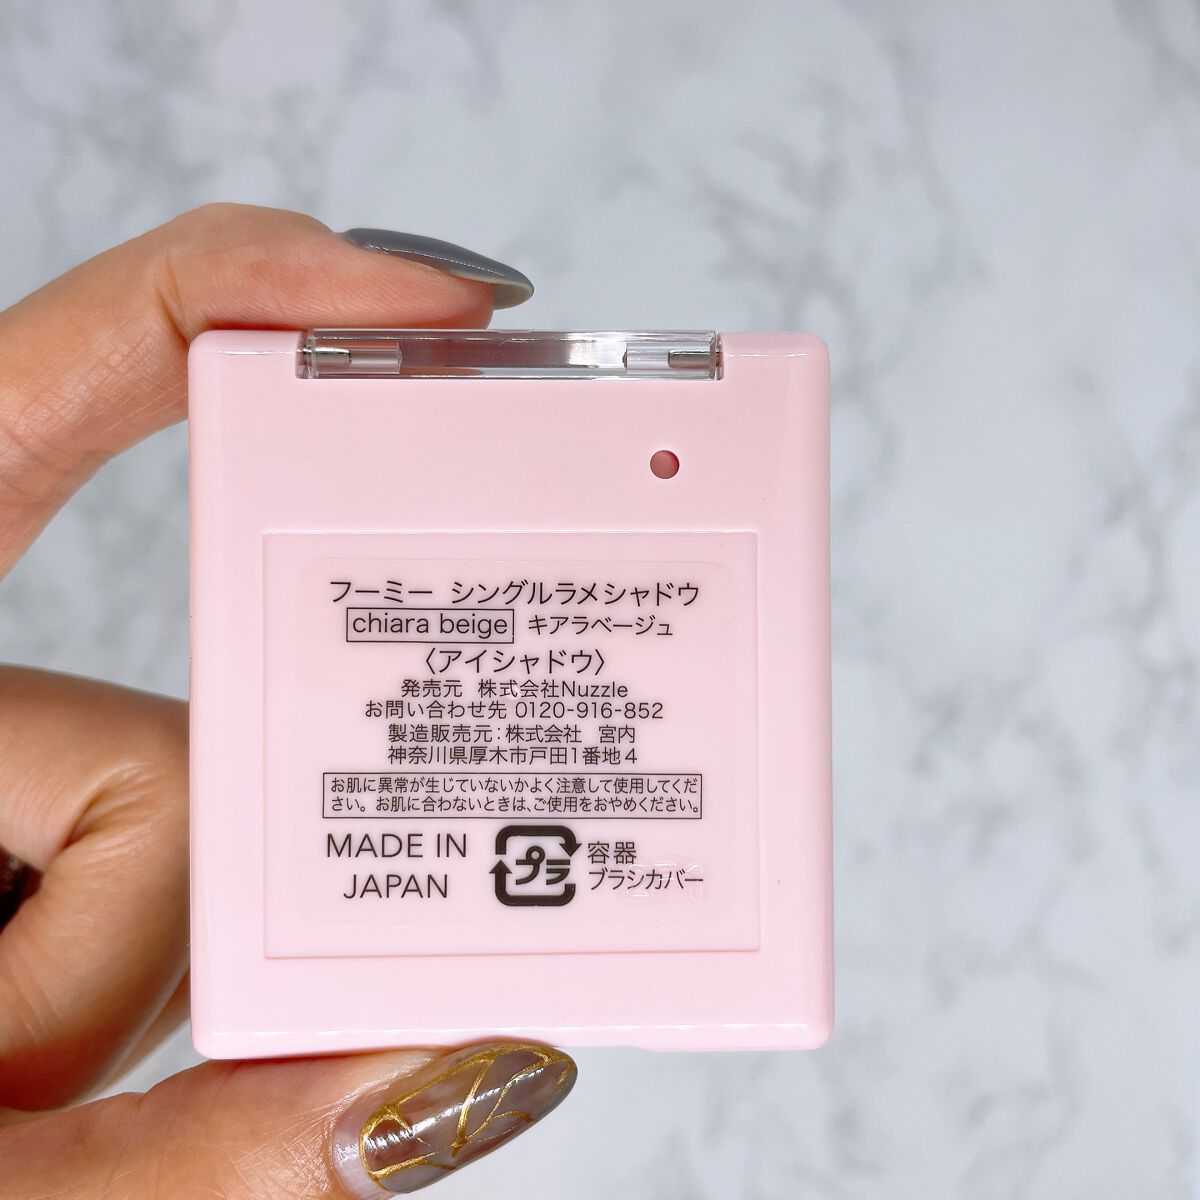 フーミー シングルラメシャドウ
chiara beige キアラベージュ
〈アイシャドウ〉
発売元 株式会社Nuzzle
お問い合わせ先 0120-916-852
製造販売元:株式会社 宮内
神奈川県厚木市戸田1番地4
お肌に異常が生じていないかよく注意して使用してくだ
さい。お肌に合わないときは、ご使用をおやめください。
MADE IN
JAPAN
プラ
容器
ブラシカバー